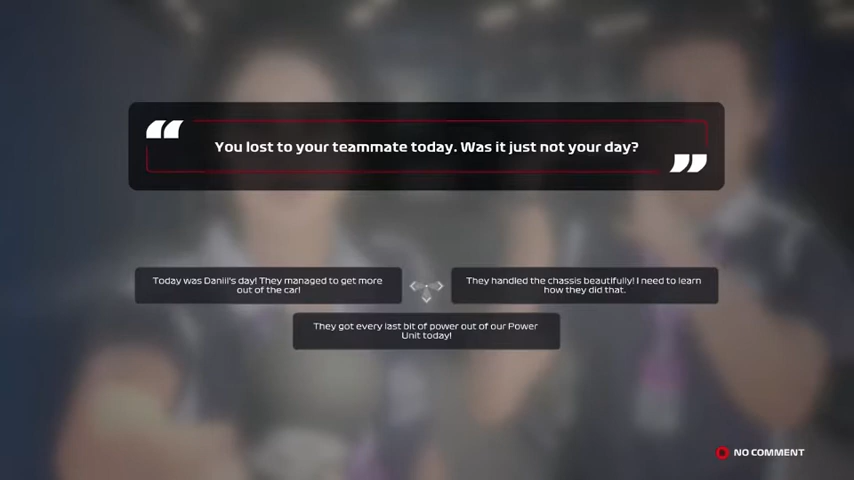 You lost to your teammate today. Was it just not your day?
Today was Daniil's day! They managed to get more
out of the car!
They handled the chassis beautifully! I need to learn
how they did that.
They got every last bit of power out of our Power
Unit today!
NO COMMENT